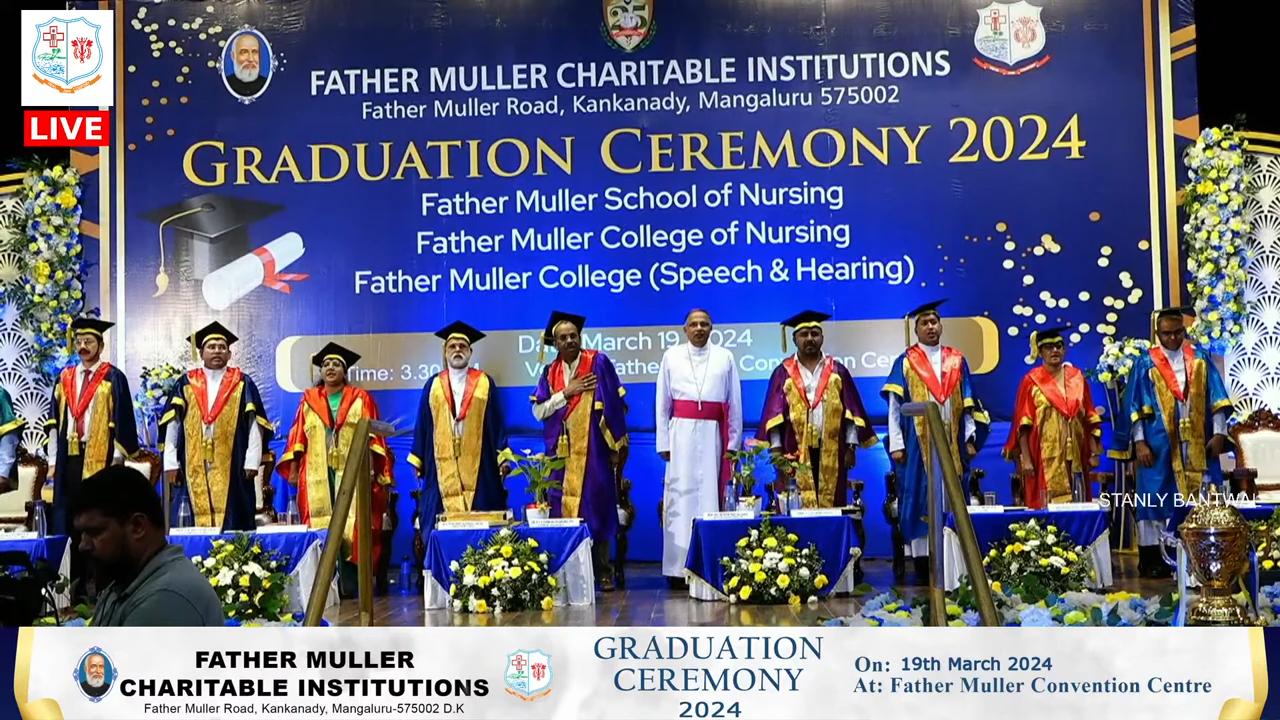 LIVE
FATHER MULLER CHARITABLE INSTITUTIONS
Father Muller Road, Kankanady, Mangaluru 575002
GRADUATION CEREMONY 2024
Father Muller School of Nursing
Father Muller College of Nursing
Father Muller College (Speech & Hearing)
March 19, 2024
Time: 3.30
STANLY BANTWAL
FATHER MULLER
CHARITABLE INSTITUTIONS
Father Muller Road, Kankanady, Mangaluru-575002 D.K
GRADUATION
CEREMONY
2024
On: 19th March 2024
At: Father Muller Convention Centre